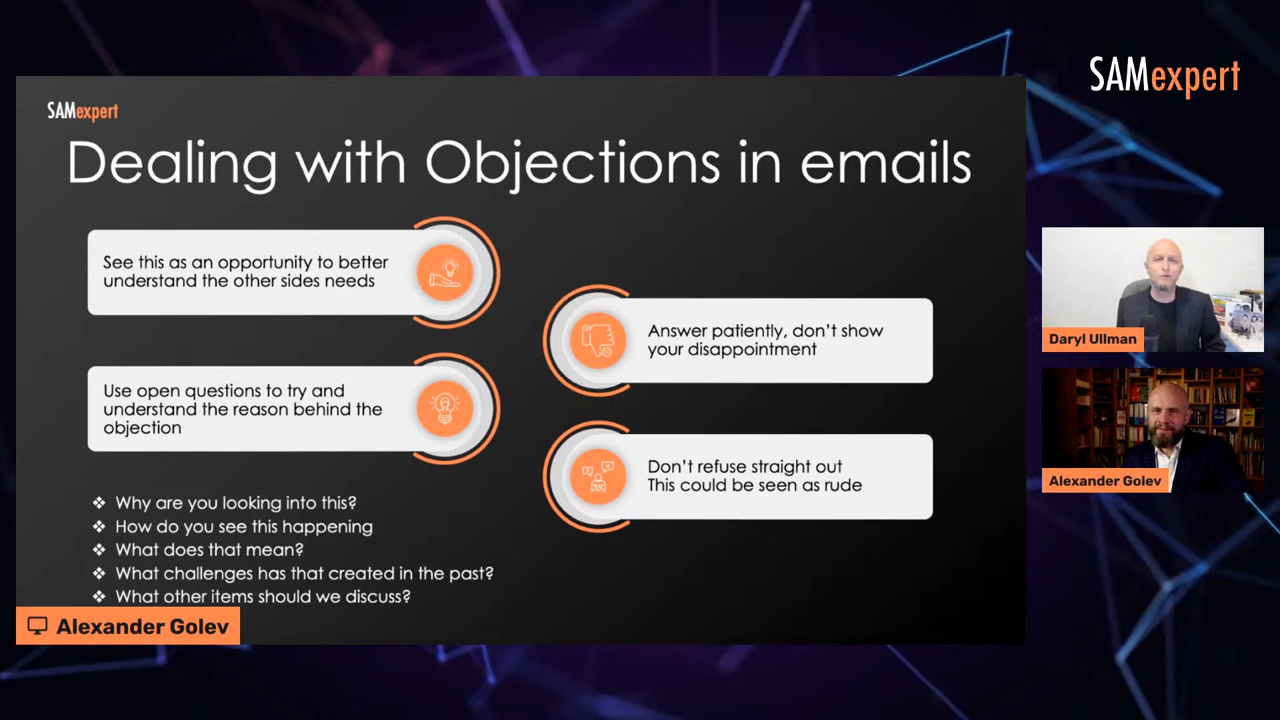 SAMexpert
SAMexpert
Dealing with Objections in emails
See this as an opportunity to better
understand the other sides needs
Use open questions to try and
understand the reason behind the
objection
❖ Why are you looking into this?
❖ How do you see this happening
❖ What does that mean?
❖ What challenges has that created in the past?
❖ What other items should we discuss?
Answer patiently, don’t show
your disappointment
Don’t refuse straight out
This could be seen as rude
Alexander Golev
Daryl Ullman
Alexander Golev